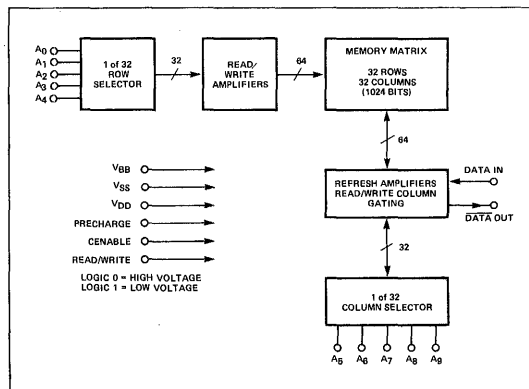 A0
A1
A2
A3
A4
1 of 32
ROW
SELECTOR
32
READ/
WRITE
AMPLIFIERS
64
MEMORY MATRIX
32 ROWS
32 COLUMNS
(1024 BITS)
64
VBB
VSS
VDD
PRECHARGE
CENABLE
READ/WRITE
LOGIC 0 = HIGH VOLTAGE
LOGIC 1 = LOW VOLTAGE
REFRESH AMPLIFIERS
READ/WRITE COLUMN
GATING
DATA IN
DATA OUT
32
1 of 32
COLUMN SELECTOR
A5 A6 A7 A8 A9